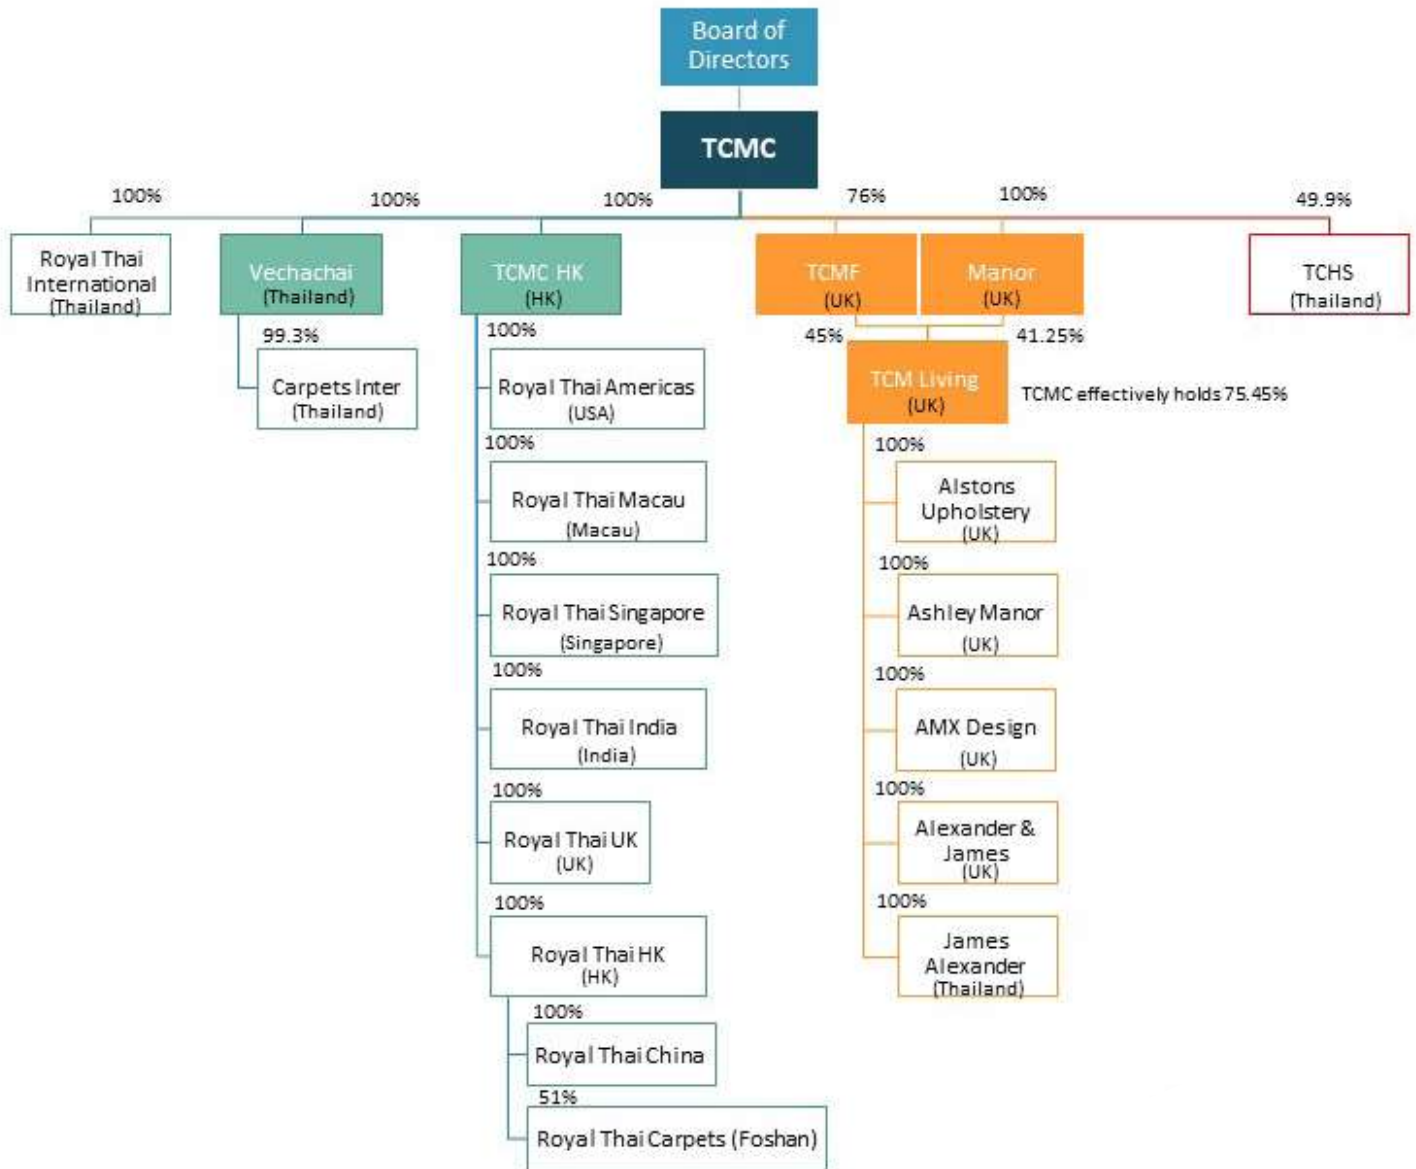 Board of
Directors
TCMC
100%
100%
100%
76%
100%
49.9%
Royal Thai
International
(Thailand)
Vechachai
(Thailand)
TCMC HK
(HK)
TCMF
(UK)
Manor
(UK)
TCHS
(Thailand)
99.3%
Carpets Inter
(Thailand)
100%
Royal Thai Americas
(USA)
100%
Royal Thai Macau
(Macau)
100%
Royal Thai Singapore
(Singapore)
100%
Royal Thai India
(India)
100%
Royal Thai UK
(UK)
100%
Royal Thai HK
(HK)
100%
Royal Thai China
51%
Royal Thai Carpets (Foshan)
45%
41.25%
TCM Living
(UK)
TCMC effectively holds 75.45%
100%
Alstons
Upholstery
(UK)
100%
Ashley Manor
(UK)
100%
AMX Design
(UK)
100%
Alexander &
James
(UK)
100%
James
Alexander
(Thailand)